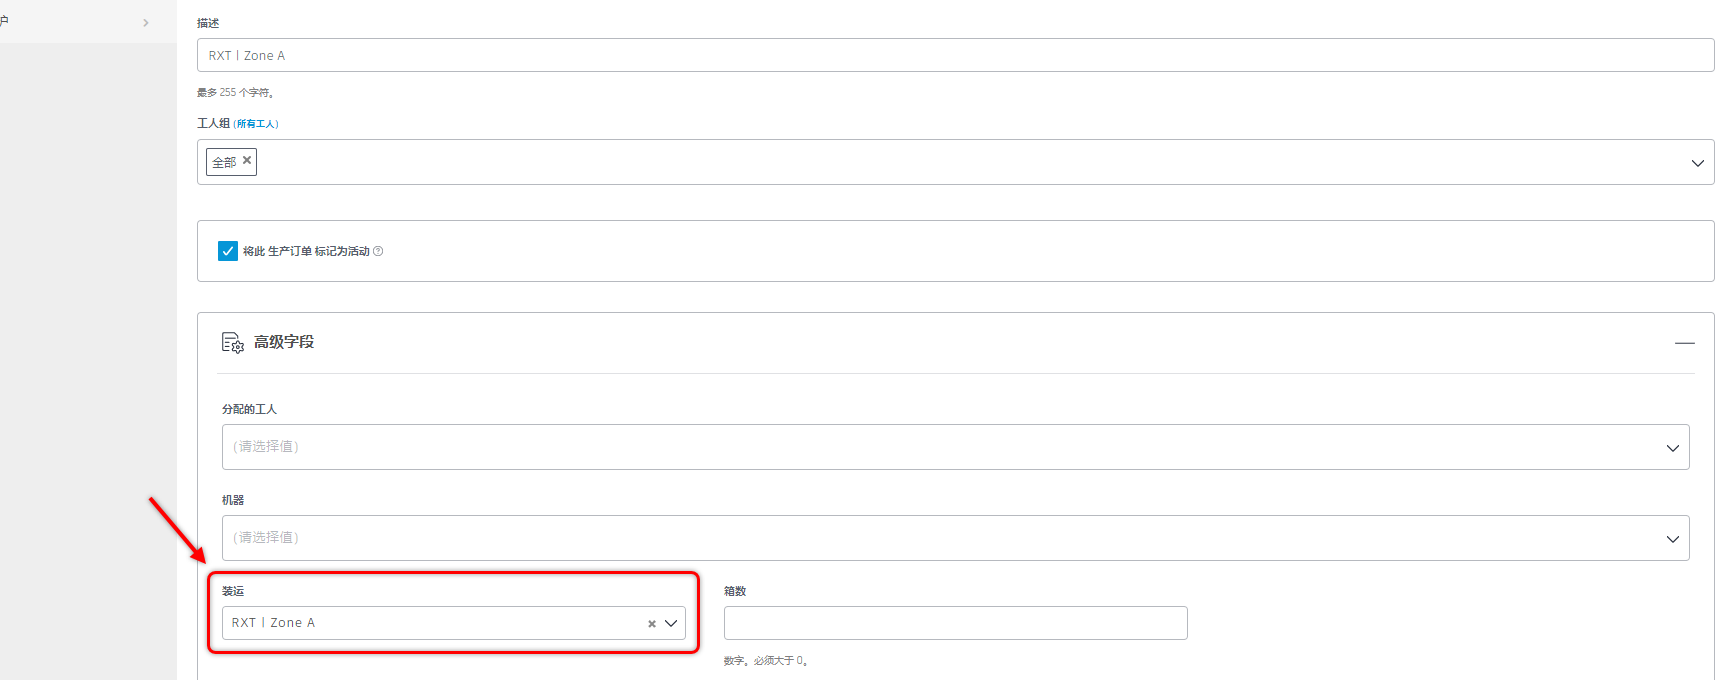 户
描述
RXT | Zone A
最多 255 个字符。
工人组 (所有工人)
全部
将此 生产订单 标记为活动
高级字段
分配的工人
(请选择值)
机器
(请选择值)
装运
箱数
RXT | Zone A
数字。必须大于 0。